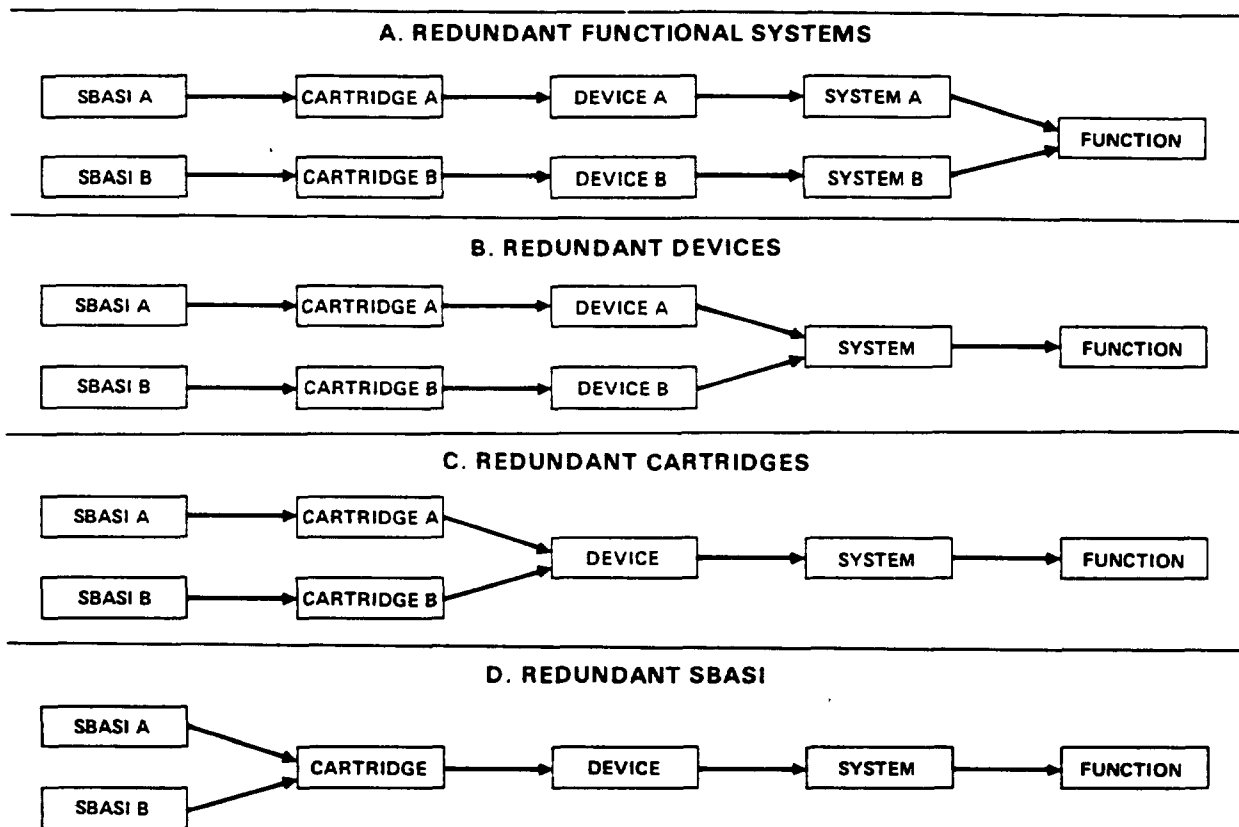 A. REDUNDANT FUNCTIONAL SYSTEMS
SBASI A
CARTRIDGE A
DEVICE A
SYSTEM A
FUNCTION
SBASI B
CARTRIDGE B
DEVICE B
SYSTEM B
B. REDUNDANT DEVICES
SBASI A
CARTRIDGE A
DEVICE A
SYSTEM
FUNCTION
SBASI B
CARTRIDGE B
DEVICE B
C. REDUNDANT CARTRIDGES
SBASI A
CARTRIDGE A
DEVICE
SYSTEM
FUNCTION
SBASI B
CARTRIDGE B
D. REDUNDANT SBASI
SBASI A
CARTRIDGE
DEVICE
SYSTEM
FUNCTION
SBASI B